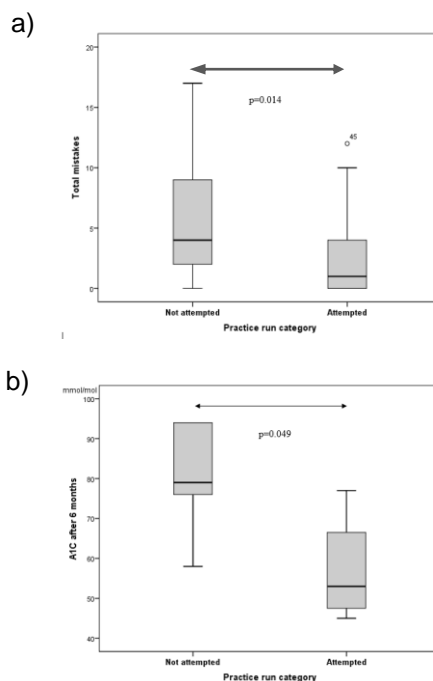 a)
20
15
10
5
0
Total mistakes
p=0.014
45
Not attempted
Attempted
Practice run category
b)
mmol/mol
100
90
80
70
60
50
40
A1C after 6 months
p=0.049
Not attempted
Attempted
Practice run category